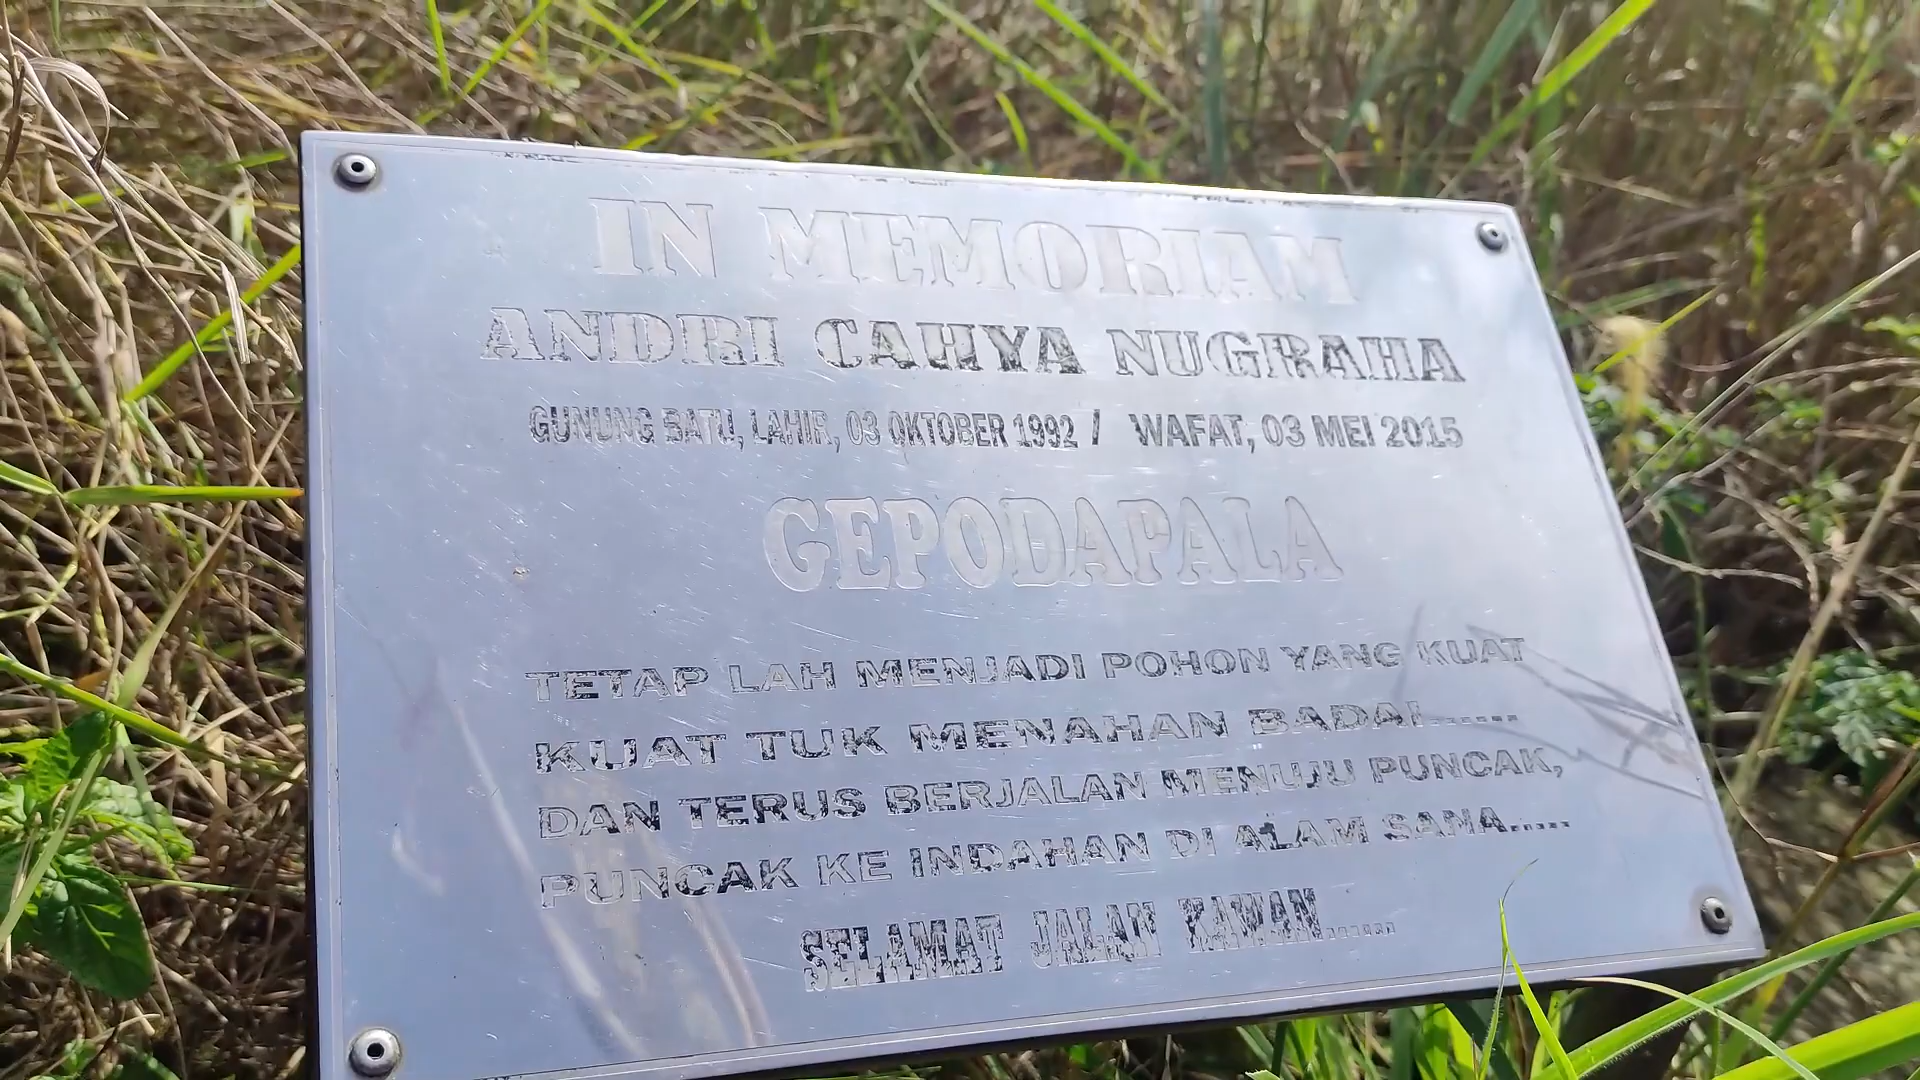 IN MEMORIAM
ANDRI CAHYA NUGRAHA
GUNUNG BATU, LAHIR, 03 OKTOBER 1992 / WAFAT, 03 MEI 2015
GEPODAPALA
TETAP LAH MENJADI POHON YANG KUAT
KUAT TUK MENAHAN BADAI......
DAN TERUS BERJALAN MENUJU PUNCAK,
PUNCAK KE INDAHAN DI ALAM SANA.....
SELAMAT JALAN KAWAN......